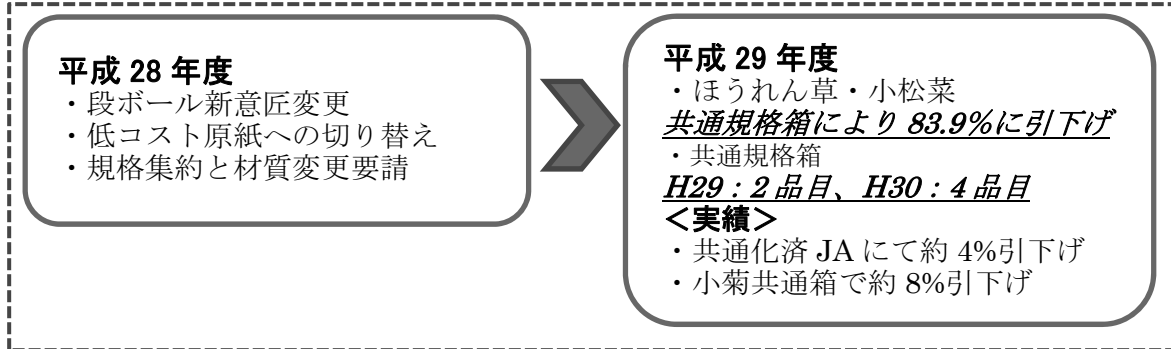 平成 28 年度
・段ボール新意匠変更
・低コスト原紙への切り替え
・規格集約と材質変更要請
平成 29 年度
・ほうれん草・小松菜
共通規格箱により 83.9%に引下げ
・共通規格箱
H29：2 品目、H30：4 品目
＜実績＞
・共通化済 JA にて約 4%引下げ
・小菊共通箱で約 8%引下げ